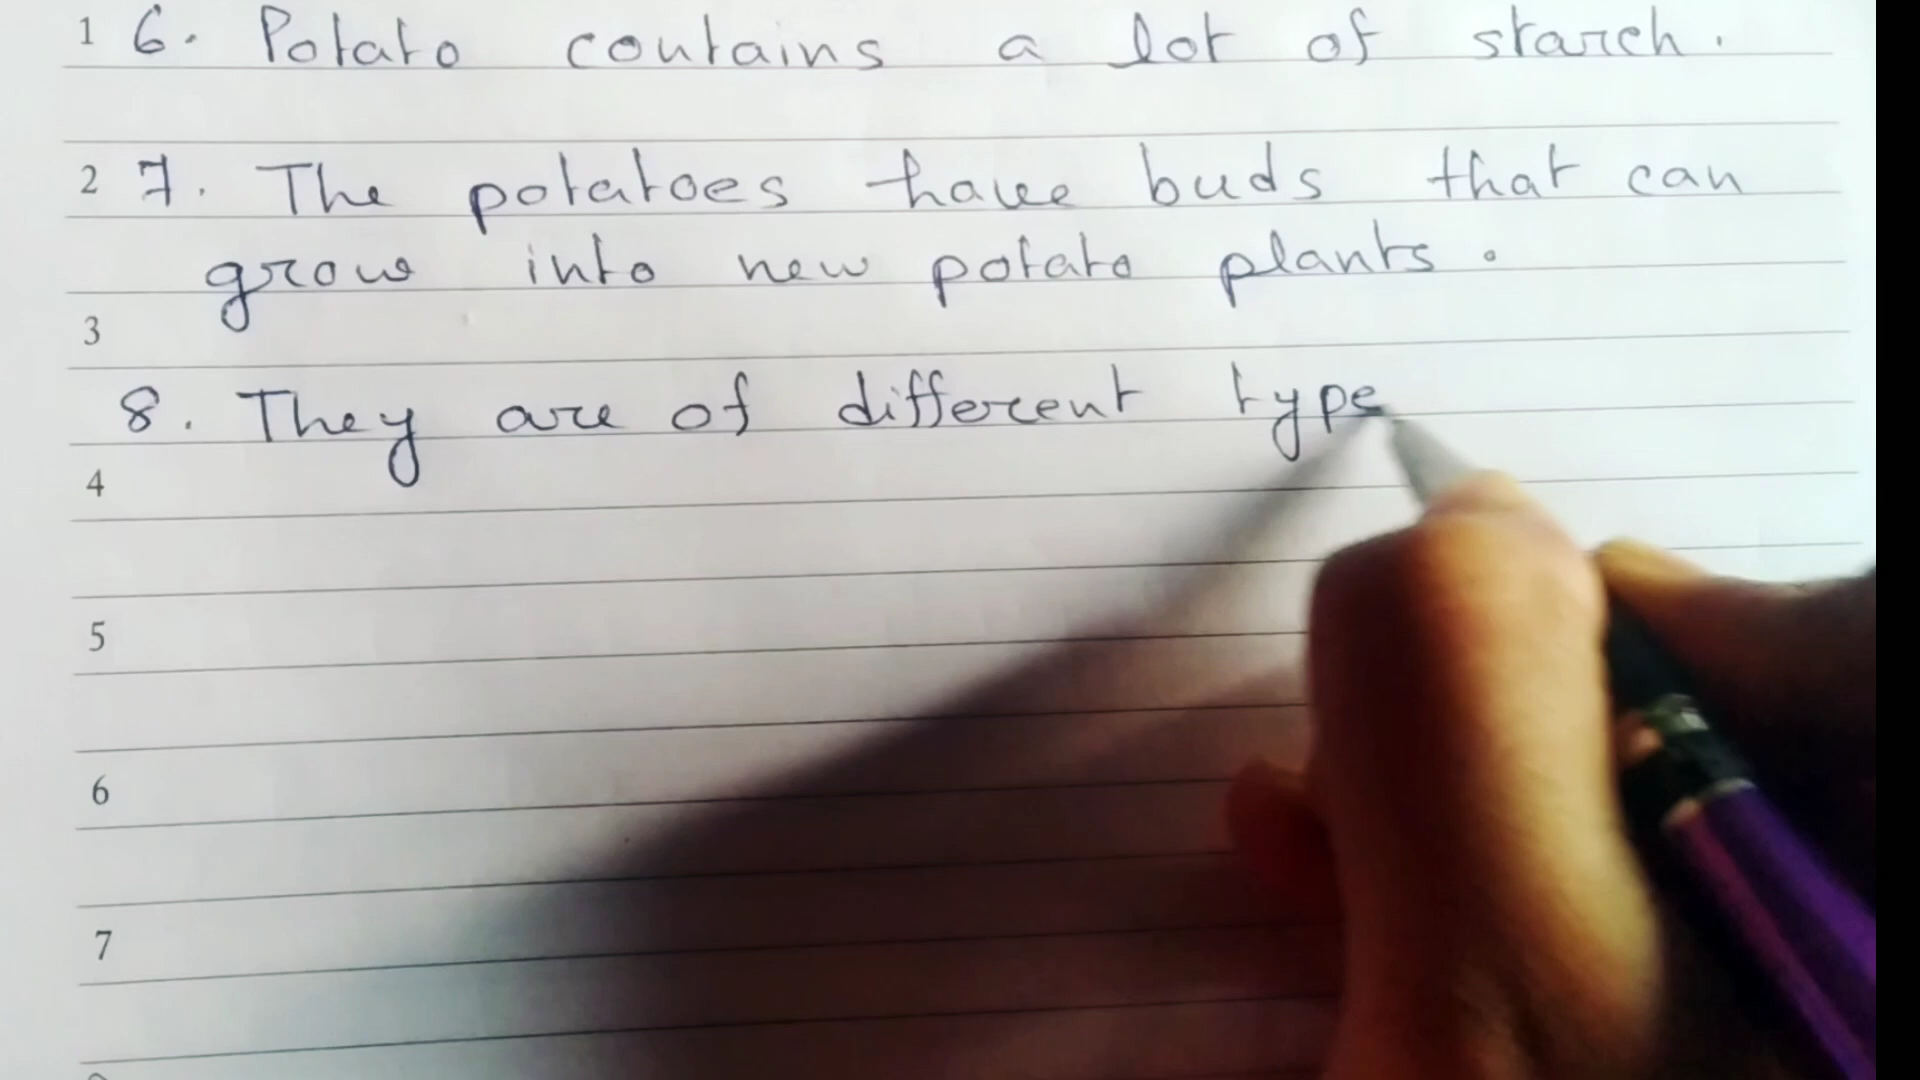 1 6. Potato contains a lot of starch.
2 7. The potatoes have buds that can
grow into new potato plants.
3
8. They are of different type
4
5
6
7